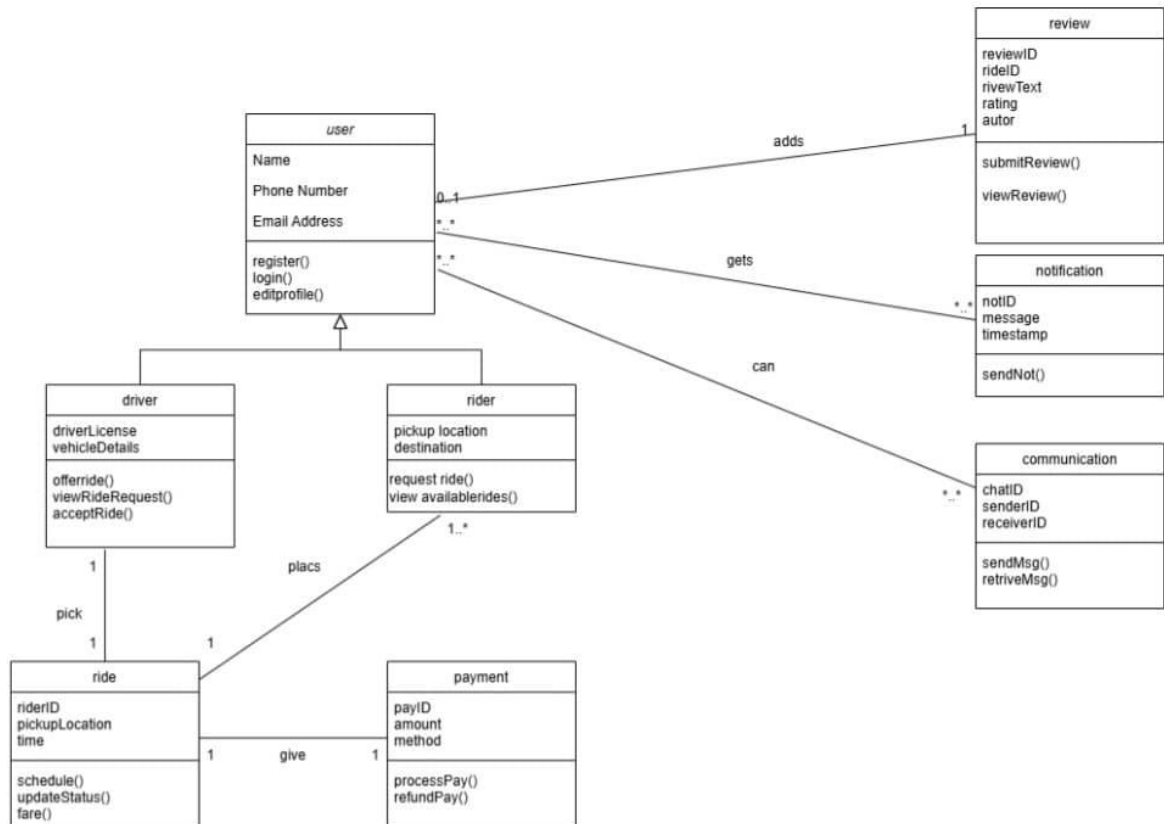 review
reviewID
rideID
rivewText
rating
autor
submitReview()
viewReview()
user
Name
Phone Number
Email Address
register()
login()
editprofile()
adds
0..1
1
gets
*..*
*..*
notification
notID
message
timestamp
sendNot()
can
*..*
*..*
communication
chatID
senderID
receiverID
sendMsg()
retriveMsg()
driver
driverLicense
vehicleDetails
offerride()
viewRideRequest()
acceptRide()
rider
pickup location
destination
request ride()
view availablerides()
1
pick
1
1..*
placs
1
ride
riderID
pickupLocation
time
schedule()
updateStatus()
fare()
1
give
1
payment
payID
amount
method
processPay()
refundPay()